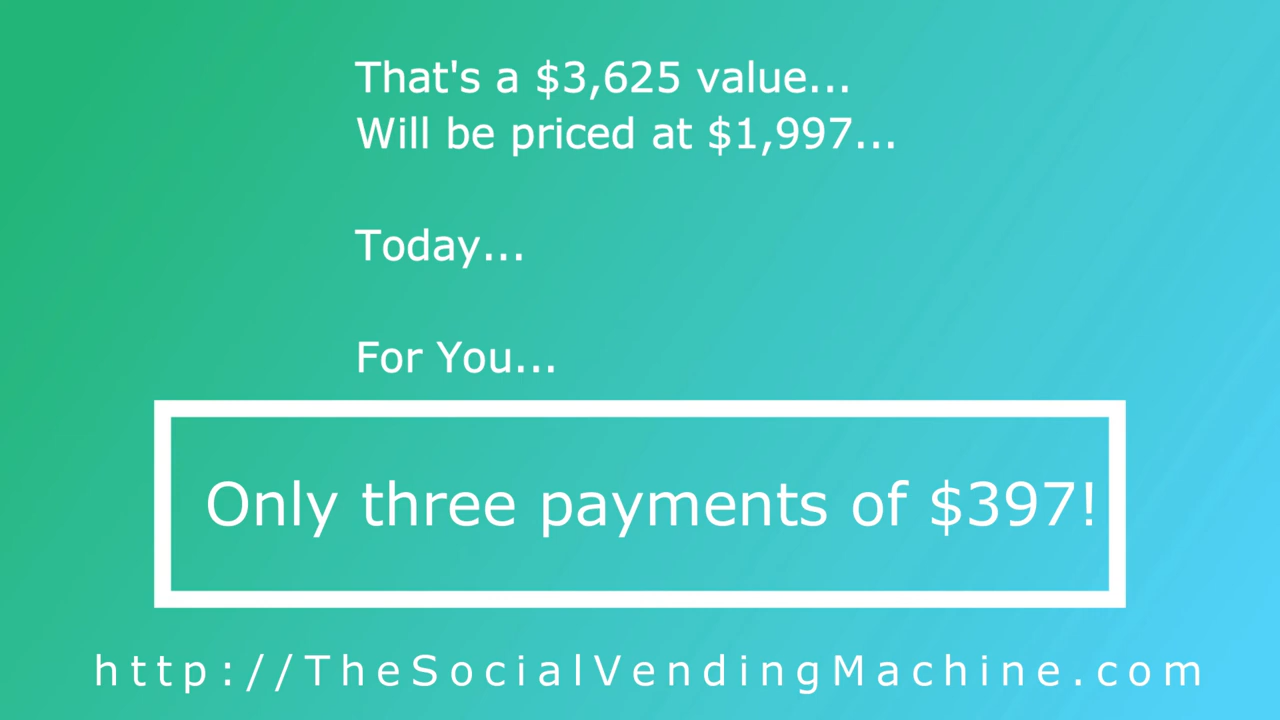 That's a $3,625 value...
Will be priced at $1,997...
Today...
For You...
Only three payments of $397!
http://TheSocialVendingMachine.com